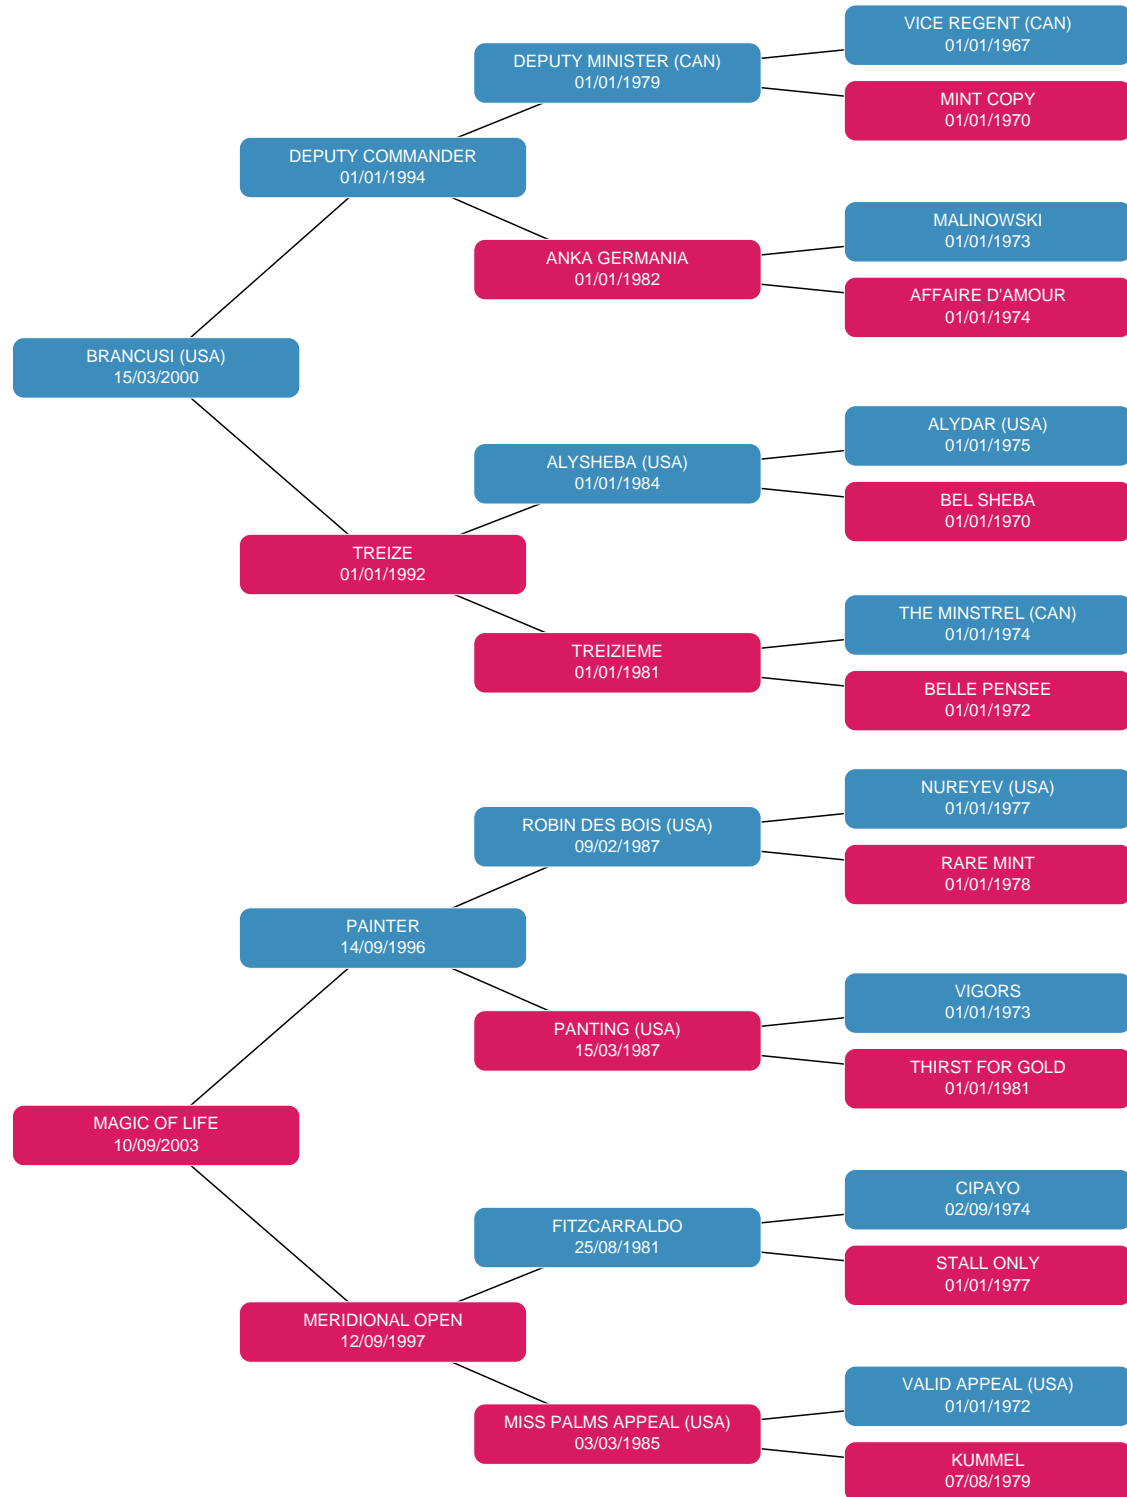 VICE REGENT (CAN)
01/01/1967
DEPUTY MINISTER (CAN)
01/01/1979
MINT COPY
01/01/1970
DEPUTY COMMANDER
01/01/1994
MALINOWSKI
01/01/1973
ANKA GERMANIA
01/01/1982
AFFAIRE D'AMOUR
01/01/1974
BRANCUSI (USA)
15/03/2000
ALYDAR (USA)
01/01/1975
ALYSHEBA (USA)
01/01/1984
BEL SHEBA
01/01/1970
TREIZE
01/01/1992
THE MINSTREL (CAN)
01/01/1974
TREIZIEME
01/01/1981
BELLE PENSEE
01/01/1972
NUREYEV (USA)
01/01/1977
ROBIN DES BOIS (USA)
09/02/1987
RARE MINT
01/01/1978
PAINTER
14/09/1996
VIGORS
01/01/1973
PANTING (USA)
15/03/1987
THIRST FOR GOLD
01/01/1981
MAGIC OF LIFE
10/09/2003
CIPAYO
02/09/1974
FITZCARRALDO
25/08/1981
STALL ONLY
01/01/1977
MERIDIONAL OPEN
12/09/1997
VALID APPEAL (USA)
01/01/1972
MISS PALMS APPEAL (USA)
03/03/1985
KUMMEL
07/08/1979